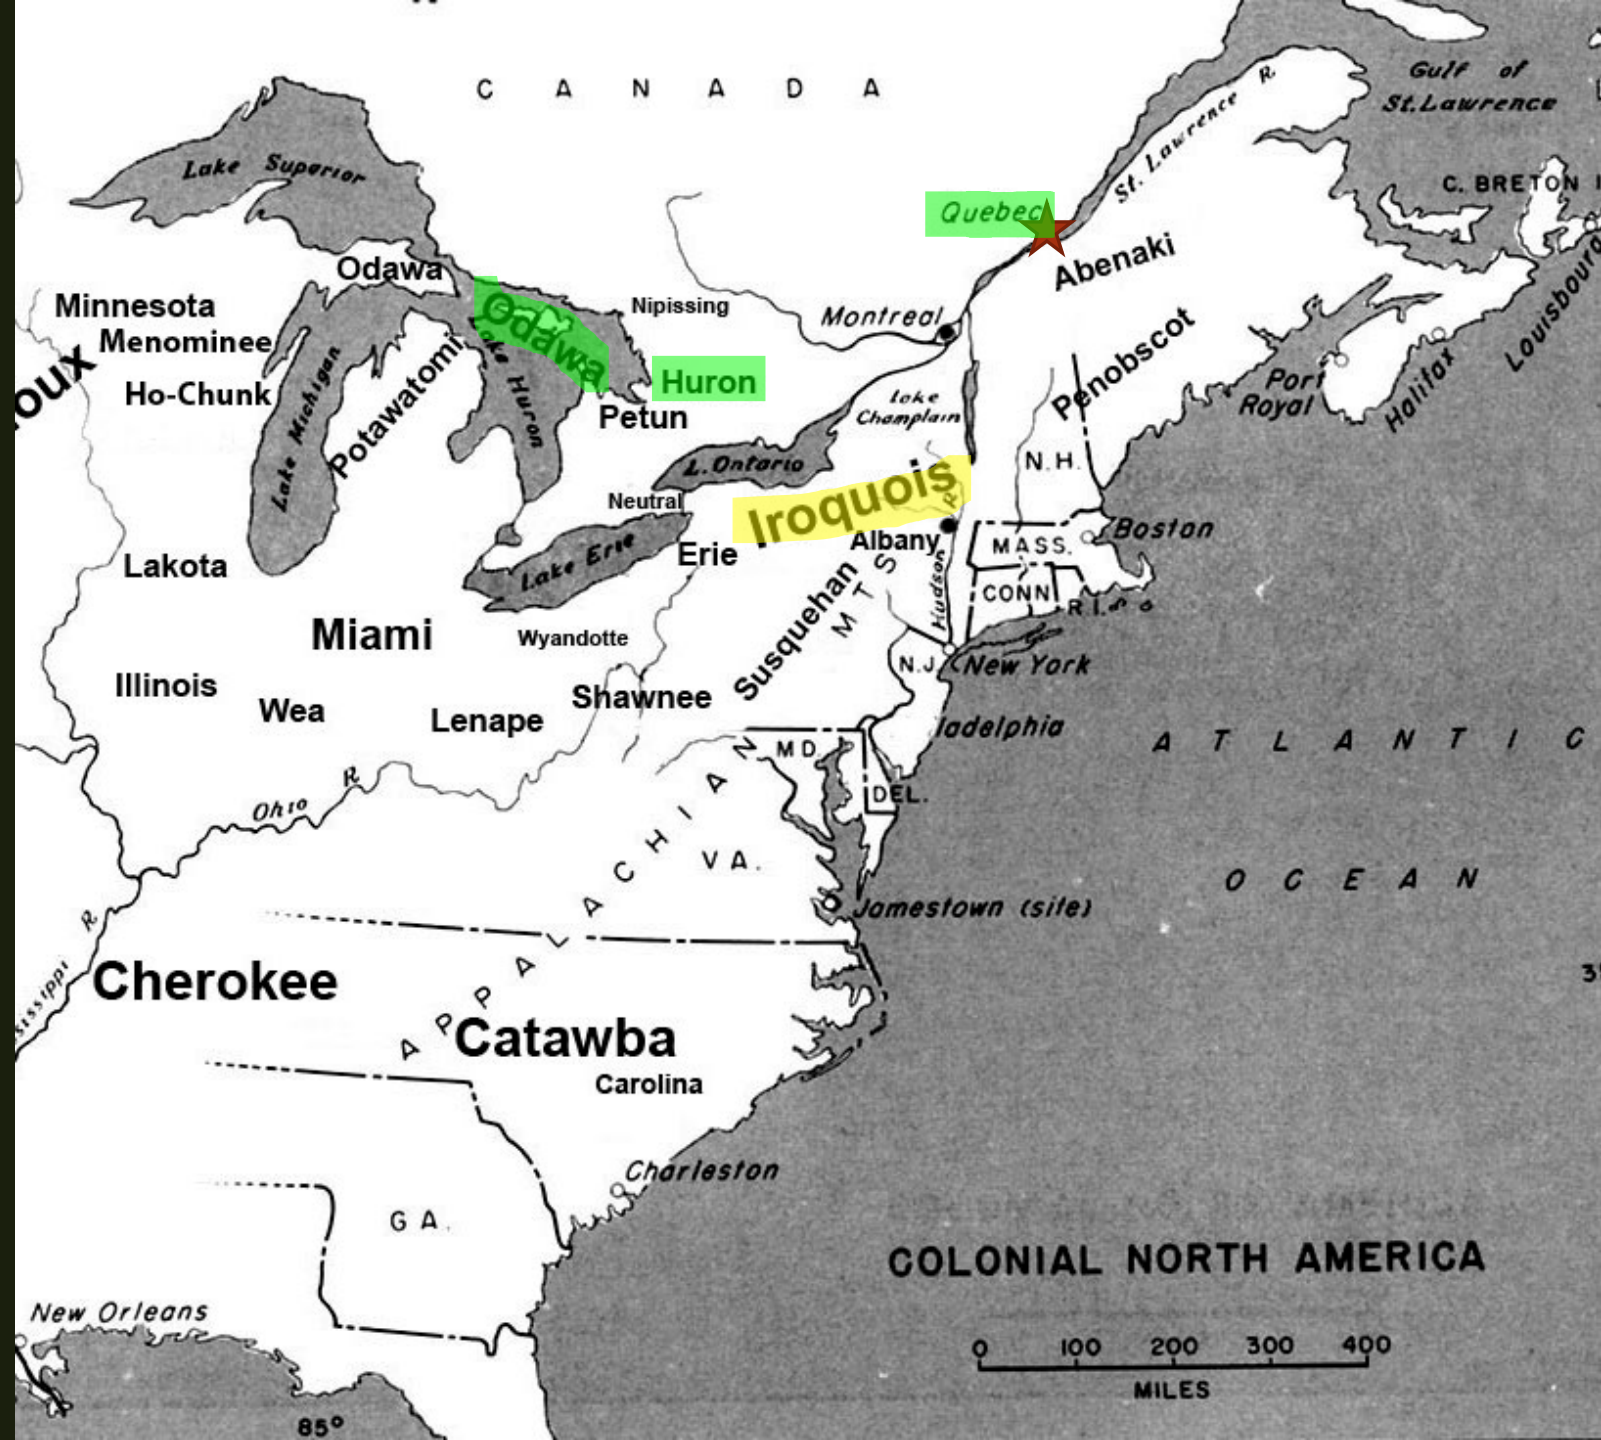 CANADA
Gulf of
St. Lawrence
St. Lawrence R.
Lake Superior
C. BRETON
Quebec
Louisbourg
Abenaki
Odawa
Odawa
Nipissing
Minnesota
Montreal
Menominee
Penobscot
Halifax
Port
Royal
Ho-Chunk
Lake Michigan
Potawatomi
Lake Huron
Huron
Petun
Lake
Champlain
L. Ontario
N.H.
Iroquois
Neutral
Boston
Albany
MASS.
Erie
Lake Erie
Lakota
CONN
R.I.
Hudson
R
MTS
Susquehan
Miami
Wyandotte
N.J.
New York
Illinois
Shawnee
Wea
Lenape
ladelphia
ATLANTIC
OCEAN
MD
DEL.
Ohio R
VA.
APPALACHIAN
Jamestown (site)
ssissippi R
Cherokee
Catawba
Carolina
Charleston
GA.
COLONIAL NORTH AMERICA
New Orleans
0 100 200 300 400
MILES
85°